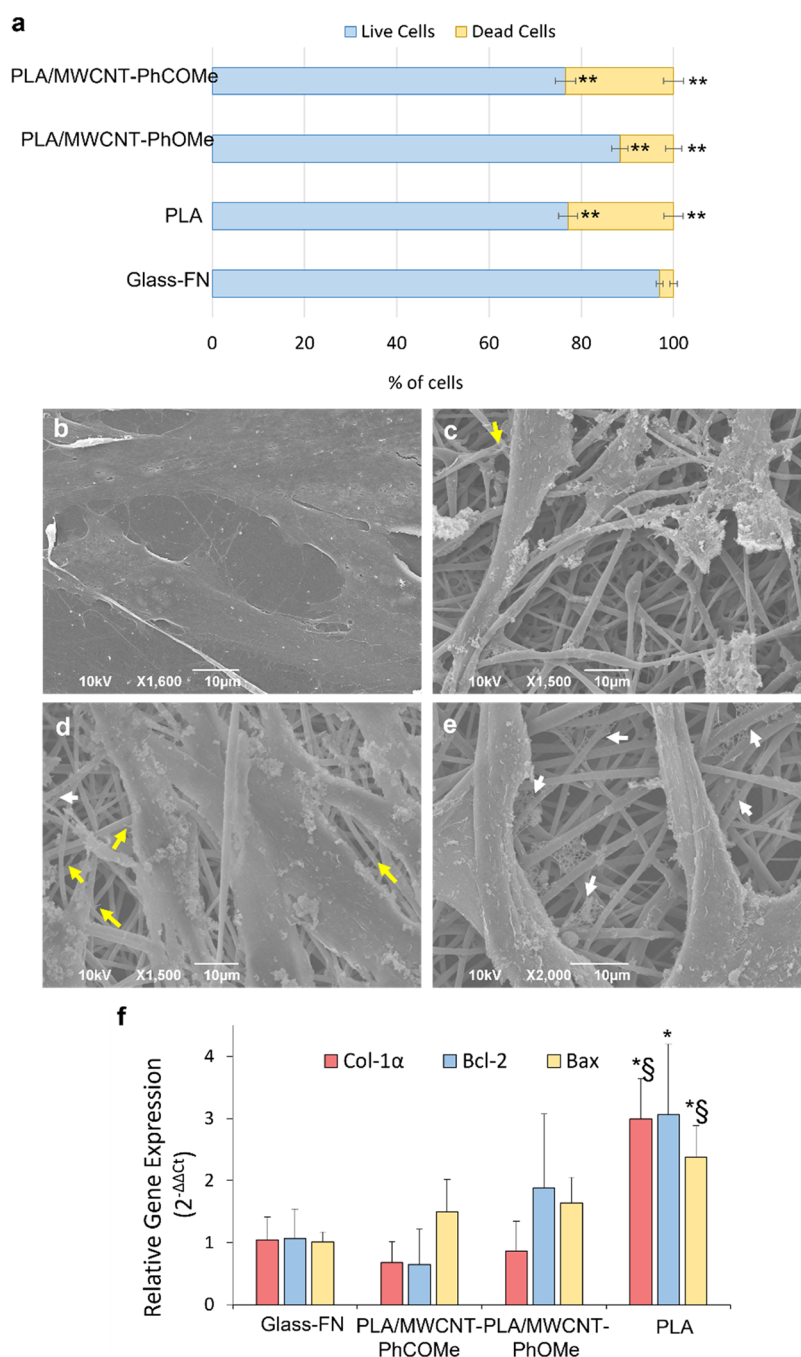 a
Live Cells Dead Cells
PLA/MWCNT-PhCOMe ** **
PLA/MWCNT-PhOMe ** **
PLA ** **
Glass-FN
0 20 40 60 80 100
% of cells
b
10kV X1,600 10µm
c
10kV X1,500 10µm
d
10kV X1,500 10µm
e
10kV X2,000 10µm
f
Relative Gene Expression
(2^-ΔΔCt)
4
3
2
1
0
Col-1α Bcl-2 Bax
*§ * *§
Glass-FN PLA/MWCNT- PLA/MWCNT- PLA
PhCOMe PhOMe